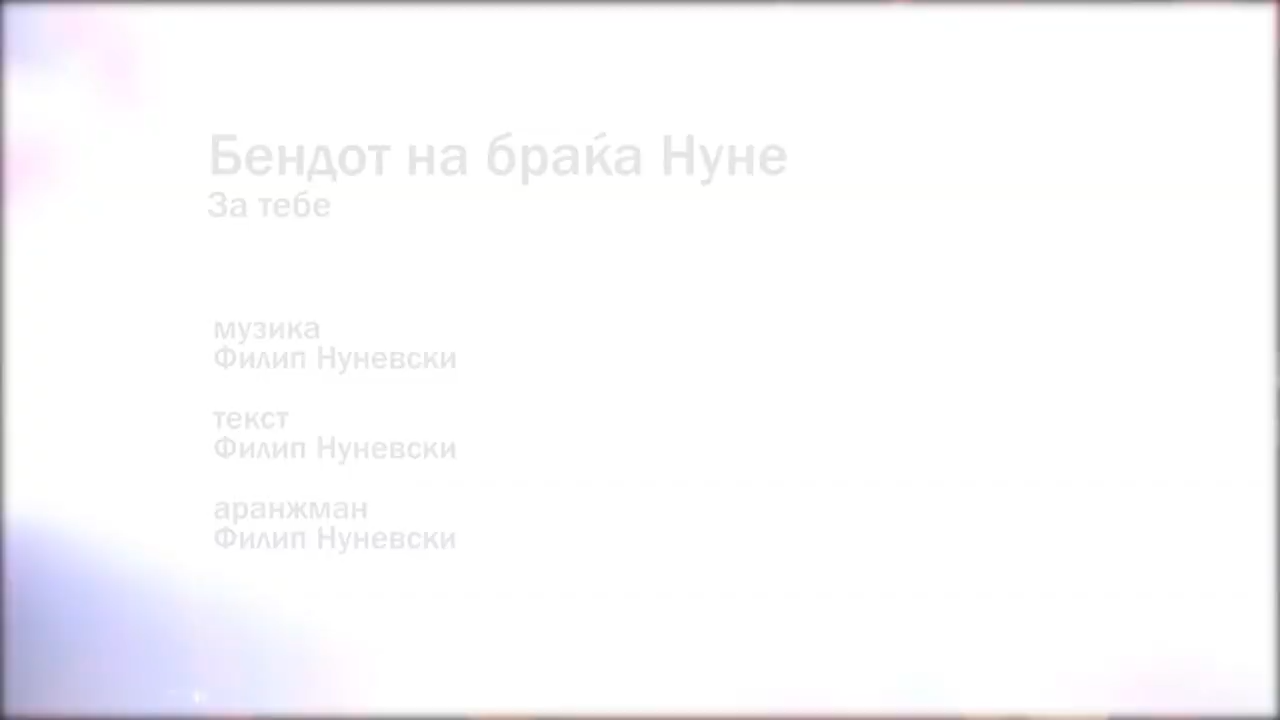 Бендот на браќа Нуне
За тебе
музика
Филип Нуневски
текст
Филип Нуневски
аранжман
Филип Нуневски